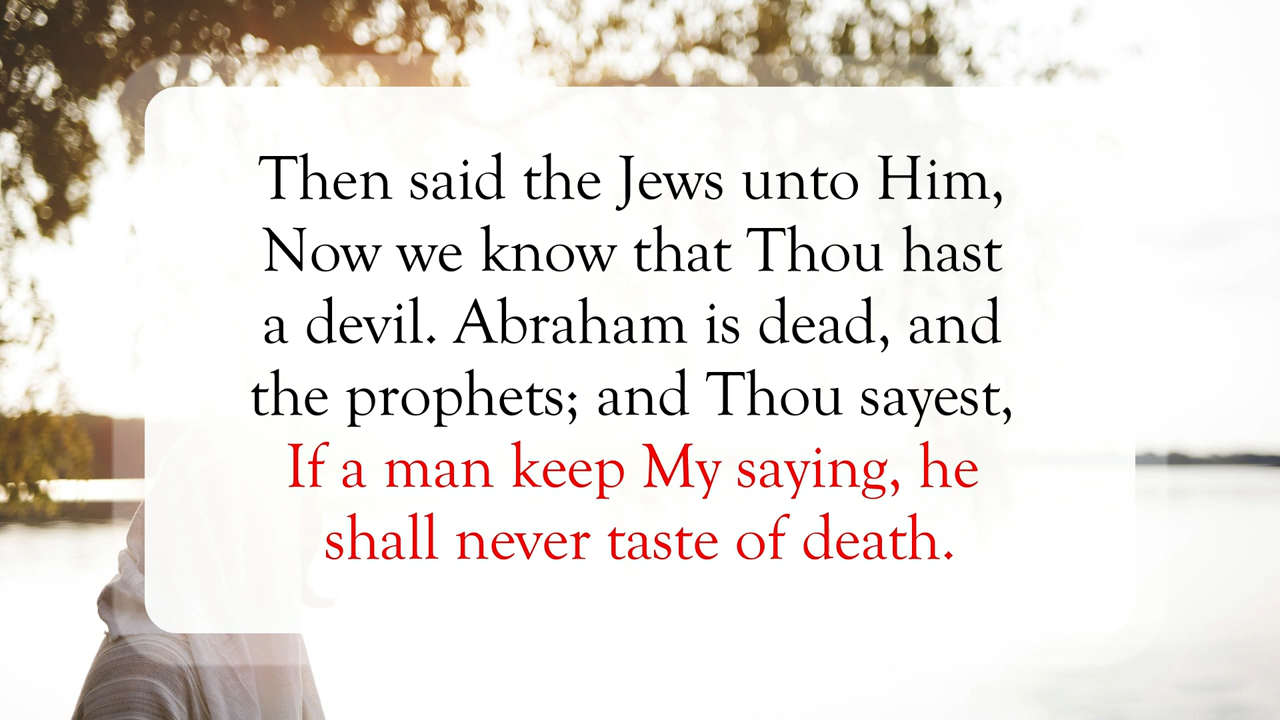 Then said the Jews unto Him,
Now we know that Thou hast
a devil. Abraham is dead, and
the prophets; and Thou sayest,
If a man keep My saying, he
shall never taste of death.